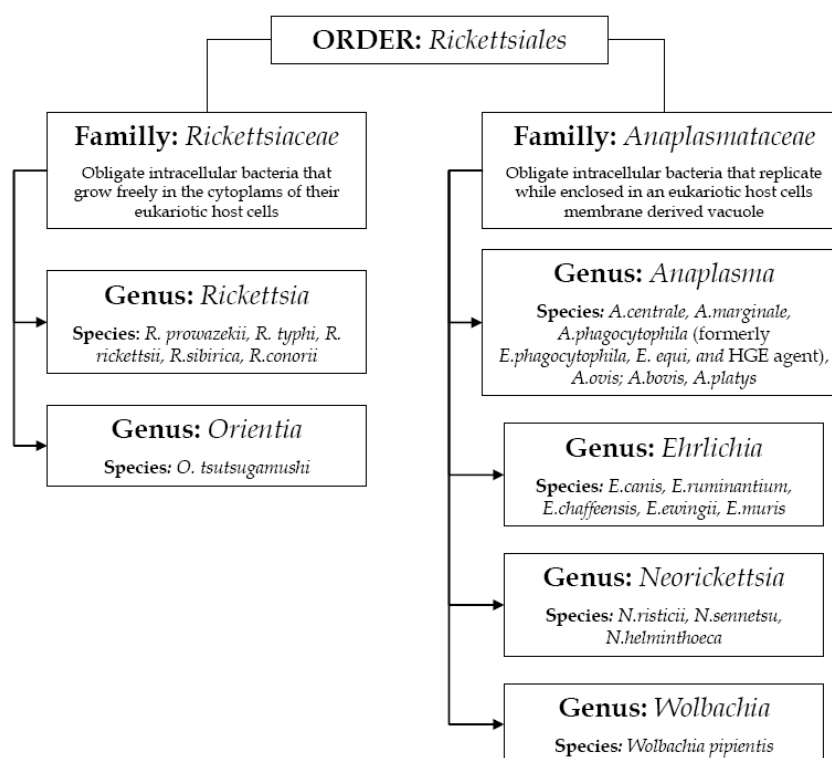 ORDER: Rickettsiales
Familly: Rickettsiaceae
Obligate intracellular bacteria that
grow freely in the cytoplams of their
eukariotic host cells
Genus: Rickettsia
Species: R. prowazekii, R. typhi, R.
rickettsii, R.sibirica, R.conorii
Genus: Orientia
Species: O. tsutsugamushi
Familly: Anaplasmataceae
Obligate intracellular bacteria that replicate
while enclosed in an eukariotic host cells
membrane derived vacuole
Genus: Anaplasma
Species: A.centrale, A.marginale,
A.phagocytophila (formerly
E.phagocytophila, E. equi, and HGE agent),
A.ovis; A.bovis, A.platys
Genus: Ehrlichia
Species: E.canis, E.ruminantium,
E.chaffeensis, E.ewingii, E.muris
Genus: Neorickettsia
Species: N.risticii, N.sennetsu,
N.helminthoeca
Genus: Wolbachia
Species: Wolbachia pipientis